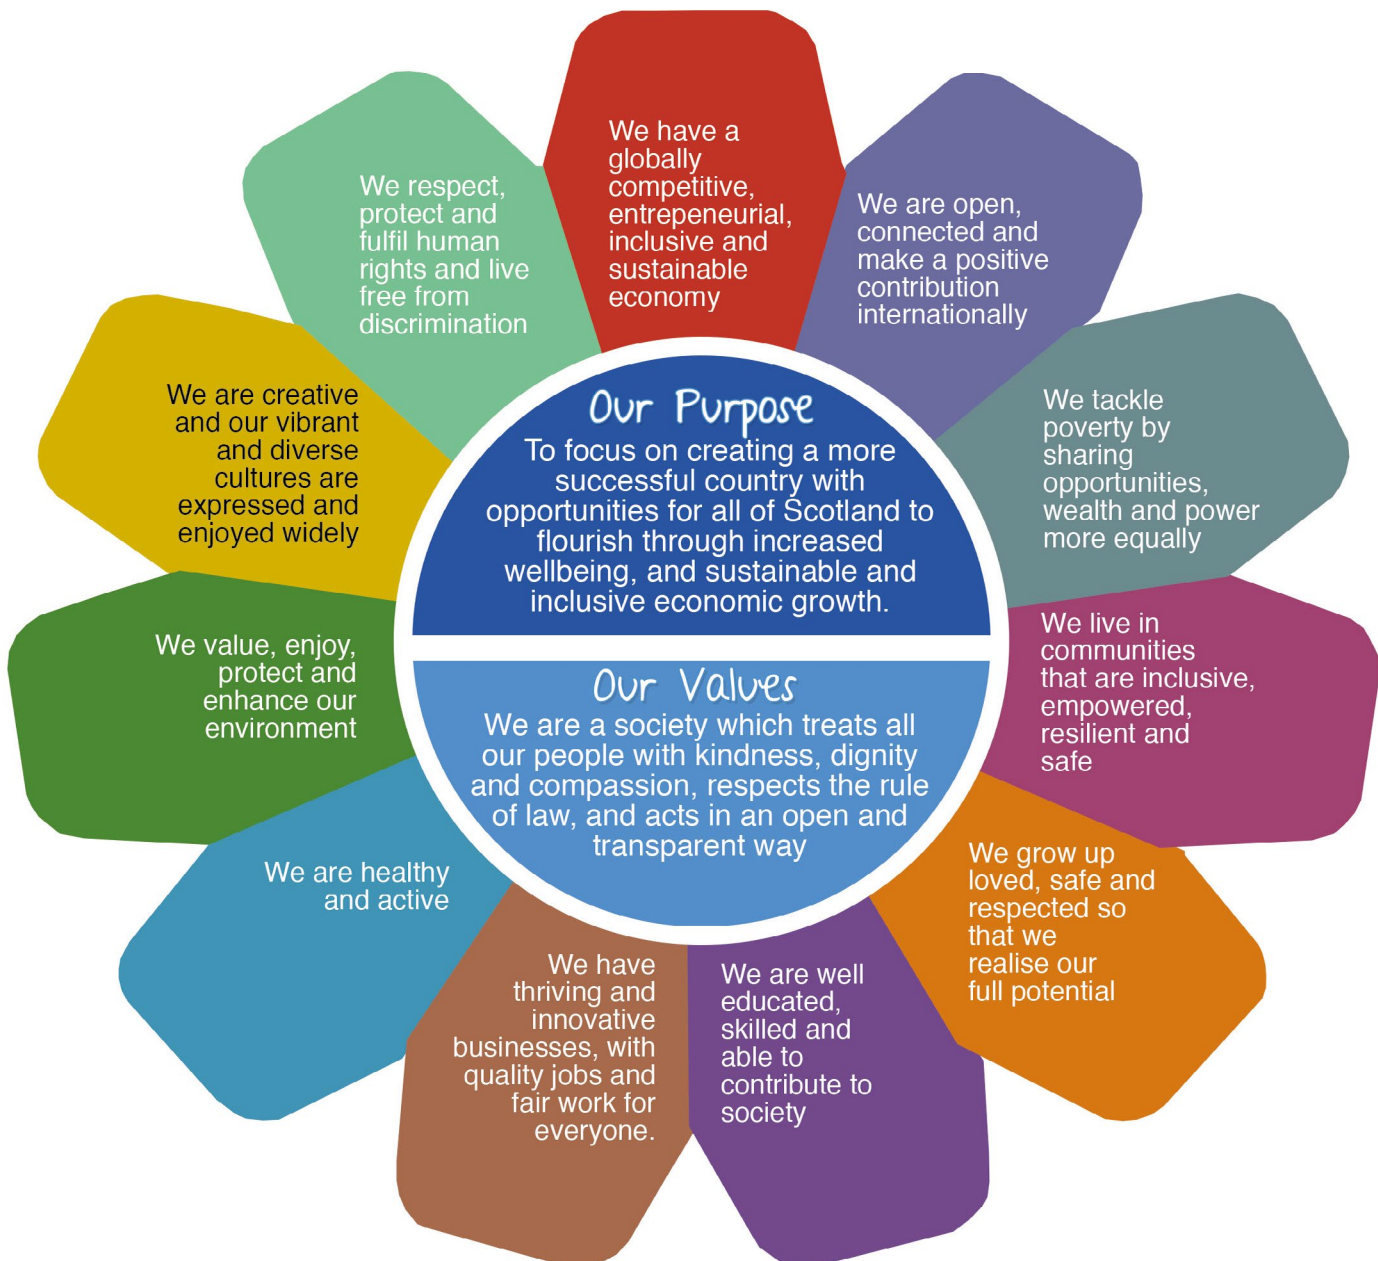 We have a
globally
competitive,
entrepeneurial,
inclusive and
sustainable
economy
We are open,
connected and
make a positive
contribution
internationally
We tackle
poverty by
sharing
opportunities,
wealth and power
more equally
We live in
communities
that are inclusive,
empowered,
resilient and
safe
We grow up
loved, safe and
respected so
that we
realise our
full potential
We are well
educated,
skilled and
able to
contribute to
society
We have
thriving and
innovative
businesses, with
quality jobs and
fair work for
everyone.
We are healthy
and active
We value, enjoy,
protect and
enhance our
environment
We are creative
and our vibrant
and diverse
cultures are
expressed and
enjoyed widely
We respect,
protect and
fulfil human
rights and live
free from
discrimination
Our Purpose
To focus on creating a more
successful country with
opportunities for all of Scotland to
flourish through increased
wellbeing, and sustainable and
inclusive economic growth.
Our Values
We are a society which treats all
our people with kindness, dignity
and compassion, respects the rule
of law, and acts in an open and
transparent way